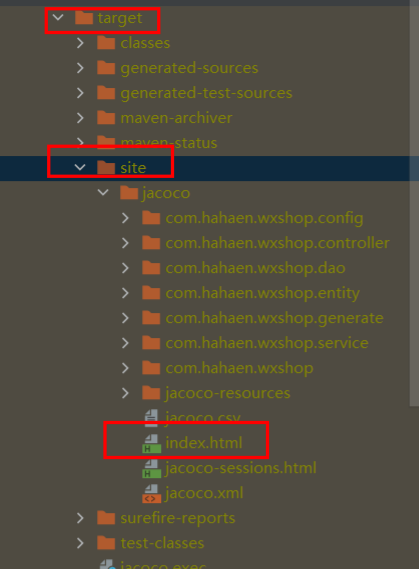 target
classes
generated-sources
generated-test-sources
maven-archiver
maven-status
site
jacoco
com.hahaen.wxshop.config
com.hahaen.wxshop.controller
com.hahaen.wxshop.dao
com.hahaen.wxshop.entity
com.hahaen.wxshop.generate
com.hahaen.wxshop.service
com.hahaen.wxshop
jacoco-resources
jacoco.csv
index.html
jacoco-sessions.html
jacoco.xml
surefire-reports
test-classes
jacoco.exec